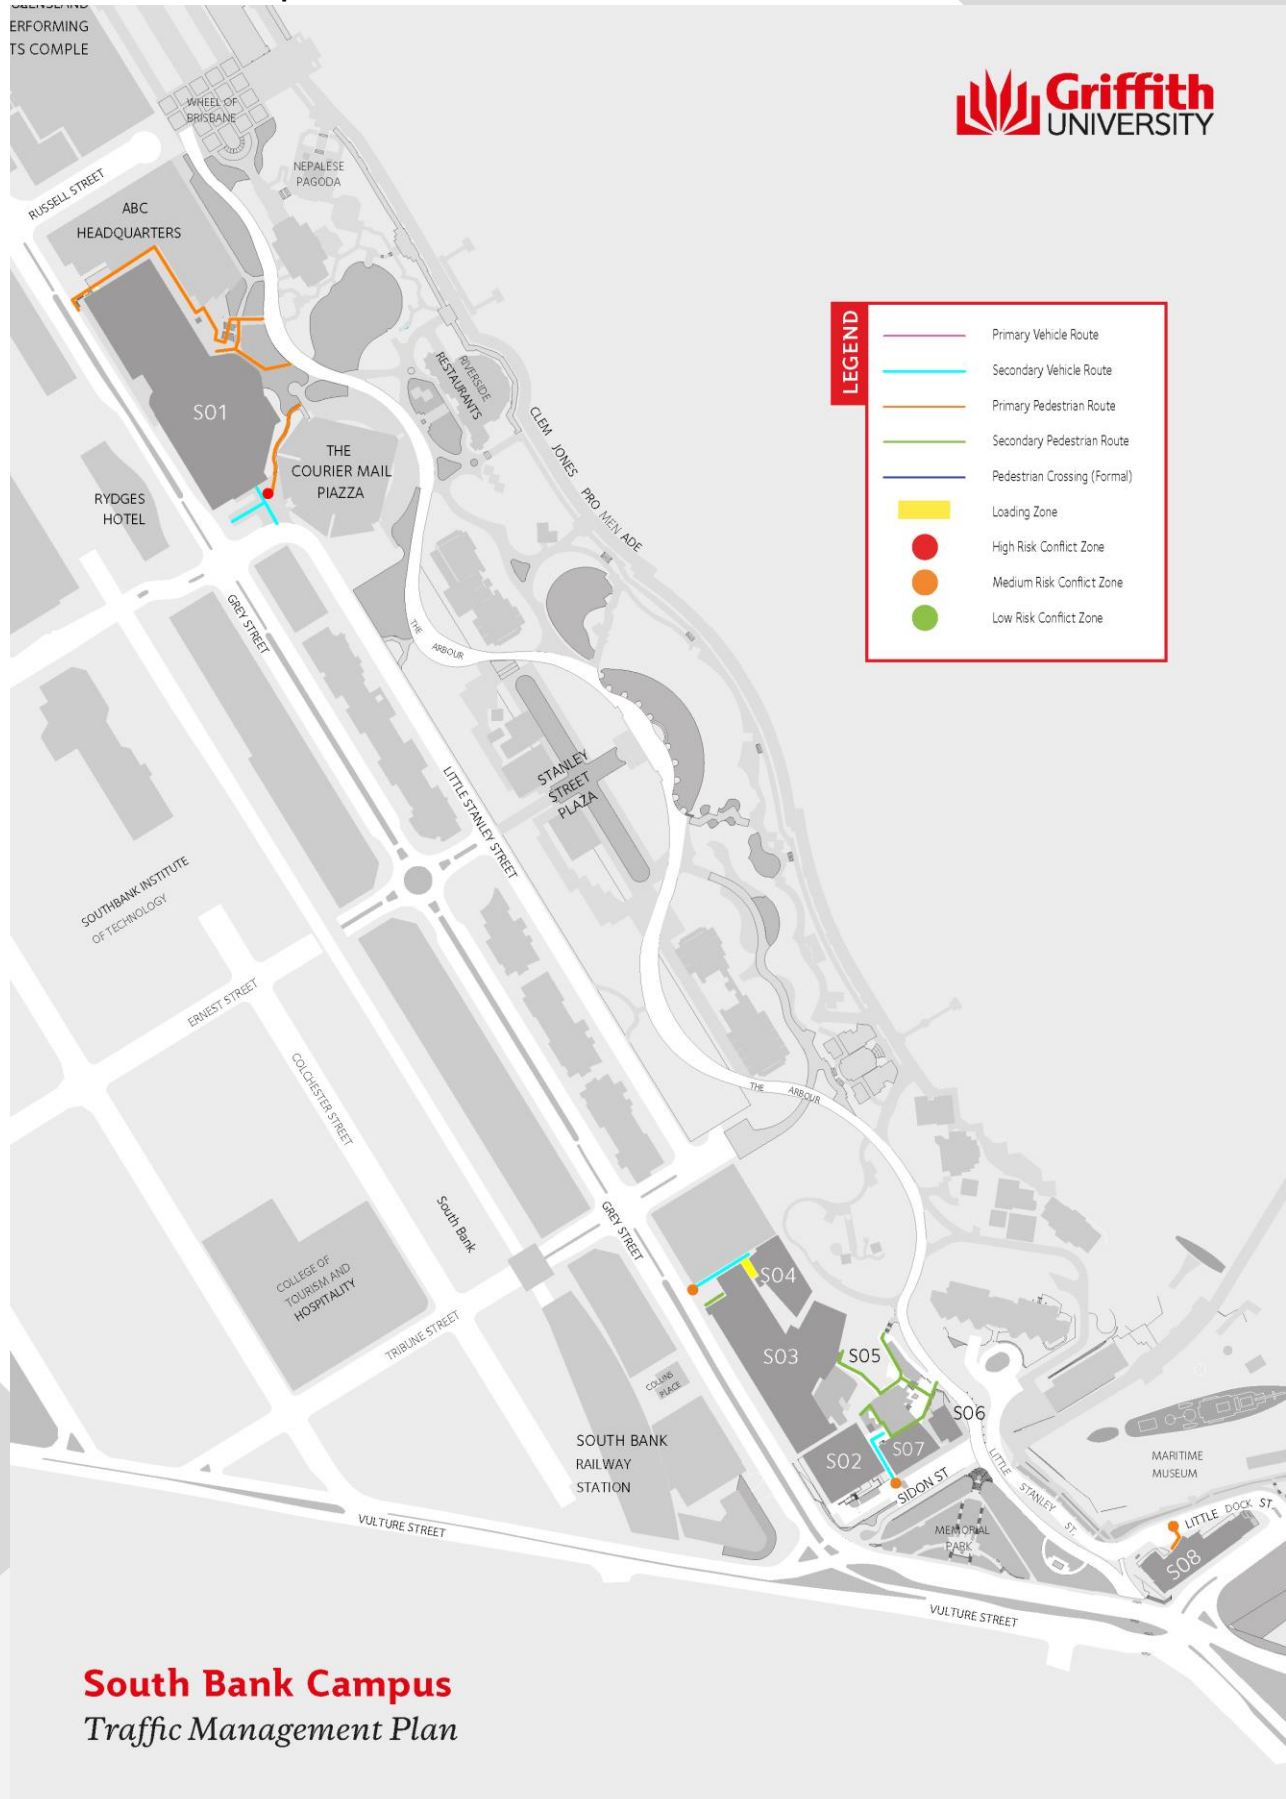 ERFORMING
TS COMPLE
WHEEL OF
BRISBANE
Griffith
UNIVERSITY
NEPALESE
PAGODA
RUSSELL STREET
ABC
HEADQUARTERS
LEGEND
Primary Vehicle Route
Secondary Vehicle Route
Primary Pedestrian Route
Secondary Pedestrian Route
Pedestrian Crossing (Formal)
Loading Zone
High Risk Conflict Zone
Medium Risk Conflict Zone
Low Risk Conflict Zone
RIVERSIDE
RESTAURANTS
S01
CLEM JONES PROMENADE
THE
COURIER MAIL
PIAZZA
RYDGES
HOTEL
GREY STREET
THE ARBOUR
STANLEY
STREET
PLAZA
LITTLE STANLEY STREET
SOUTHBANK INSTITUTE
OF TECHNOLOGY
ERNEST STREET
COLCHESTER STREET
THE ARBOUR
South Bank
GREY STREET
COLLEGE OF
TOURISM AND
HOSPITALITY
TRIBUNE STREET
S04
S03
S05
COLLINS
PLACE
S06
SOUTH BANK
RAILWAY
STATION
S02
S07
SIDON ST
LITTLE STANLEY ST.
MARITIME
MUSEUM
LITTLE DOCK ST.
MEMORIAL
PARK
S08
VULTURE STREET
VULTURE STREET
South Bank Campus
Traffic Management Plan